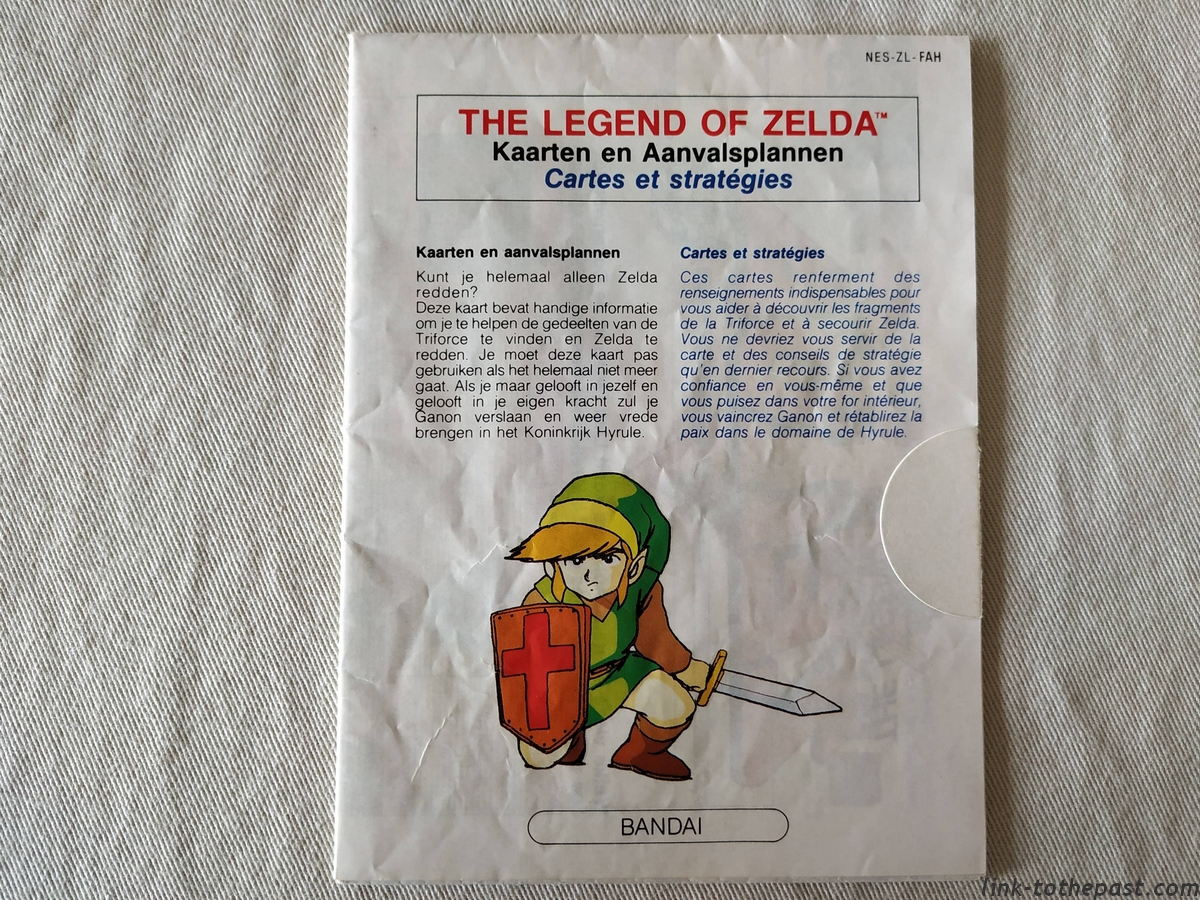 NES-ZL-FAH
THE LEGEND OF ZELDA™
Kaarten en Aanvalsplannen
Cartes et stratégies
Kaarten en aanvalsplannen
Kunt je helemaal alleen Zelda
redden?
Deze kaart bevat handige informatie
om je te helpen de gedeelten van de
Triforce te vinden en Zelda te
redden. Je moet deze kaart pas
gebruiken als het helemaal niet meer
gaat. Als je maar gelooft in jezelf en
gelooft in je eigen kracht zul je
Ganon verslaan en weer vrede
brengen in het Koninkrijk Hyrule.
Cartes et stratégies
Ces cartes renferment des
renseignements indispensables pour
vous aider à découvrir les fragments
de la Triforce et à secourir Zelda.
Vous ne devriez vous servir de la
carte et des conseils de stratégie
qu'en dernier recours. Si vous avez
confiance en vous-même et que
vous puisez dans votre for intérieur,
vous vaincrez Ganon et rétablirez la
paix dans le domaine de Hyrule.
BANDAI
link-tothepast.com